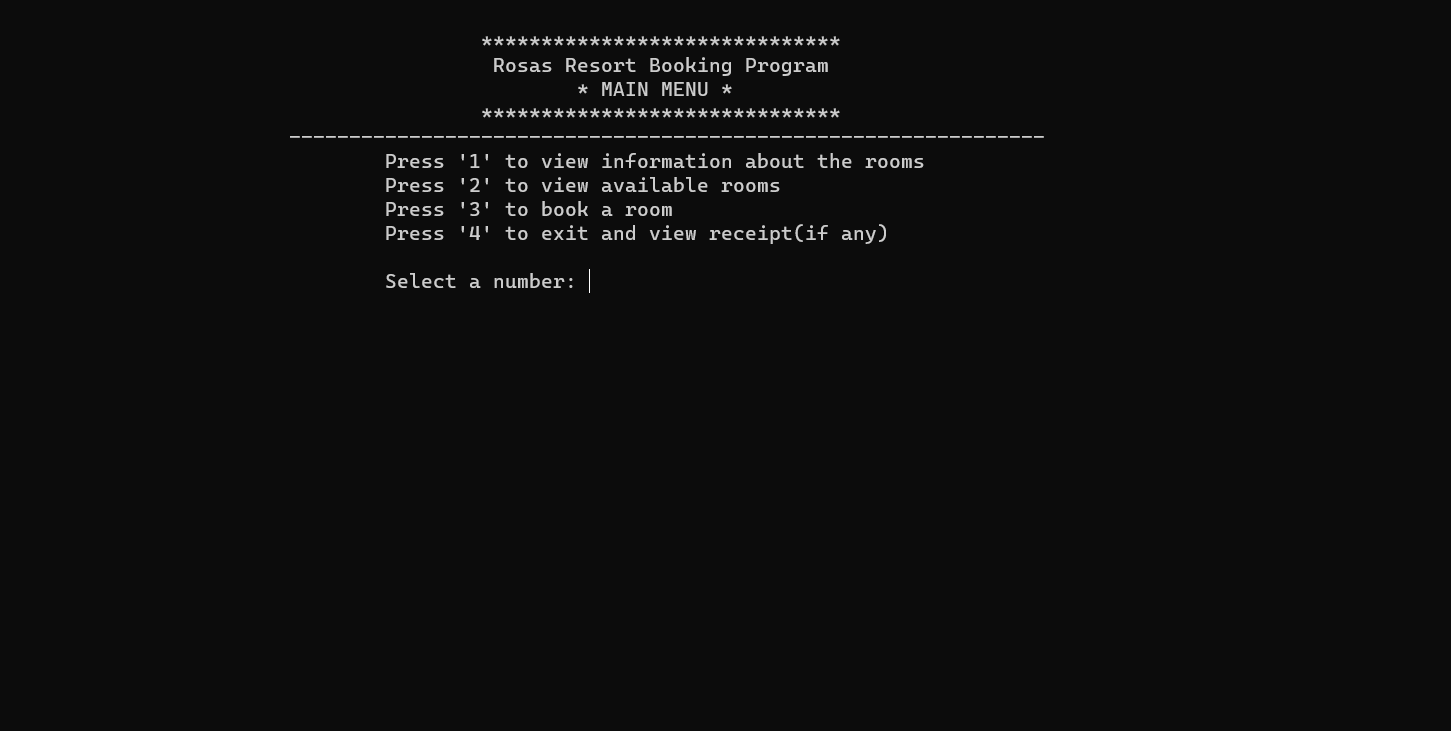 ******************************
Rosas Resort Booking Program
* MAIN MENU *
******************************
---------------------------------------------------------------
Press '1' to view information about the rooms
Press '2' to view available rooms
Press '3' to book a room
Press '4' to exit and view receipt(if any)
Select a number: